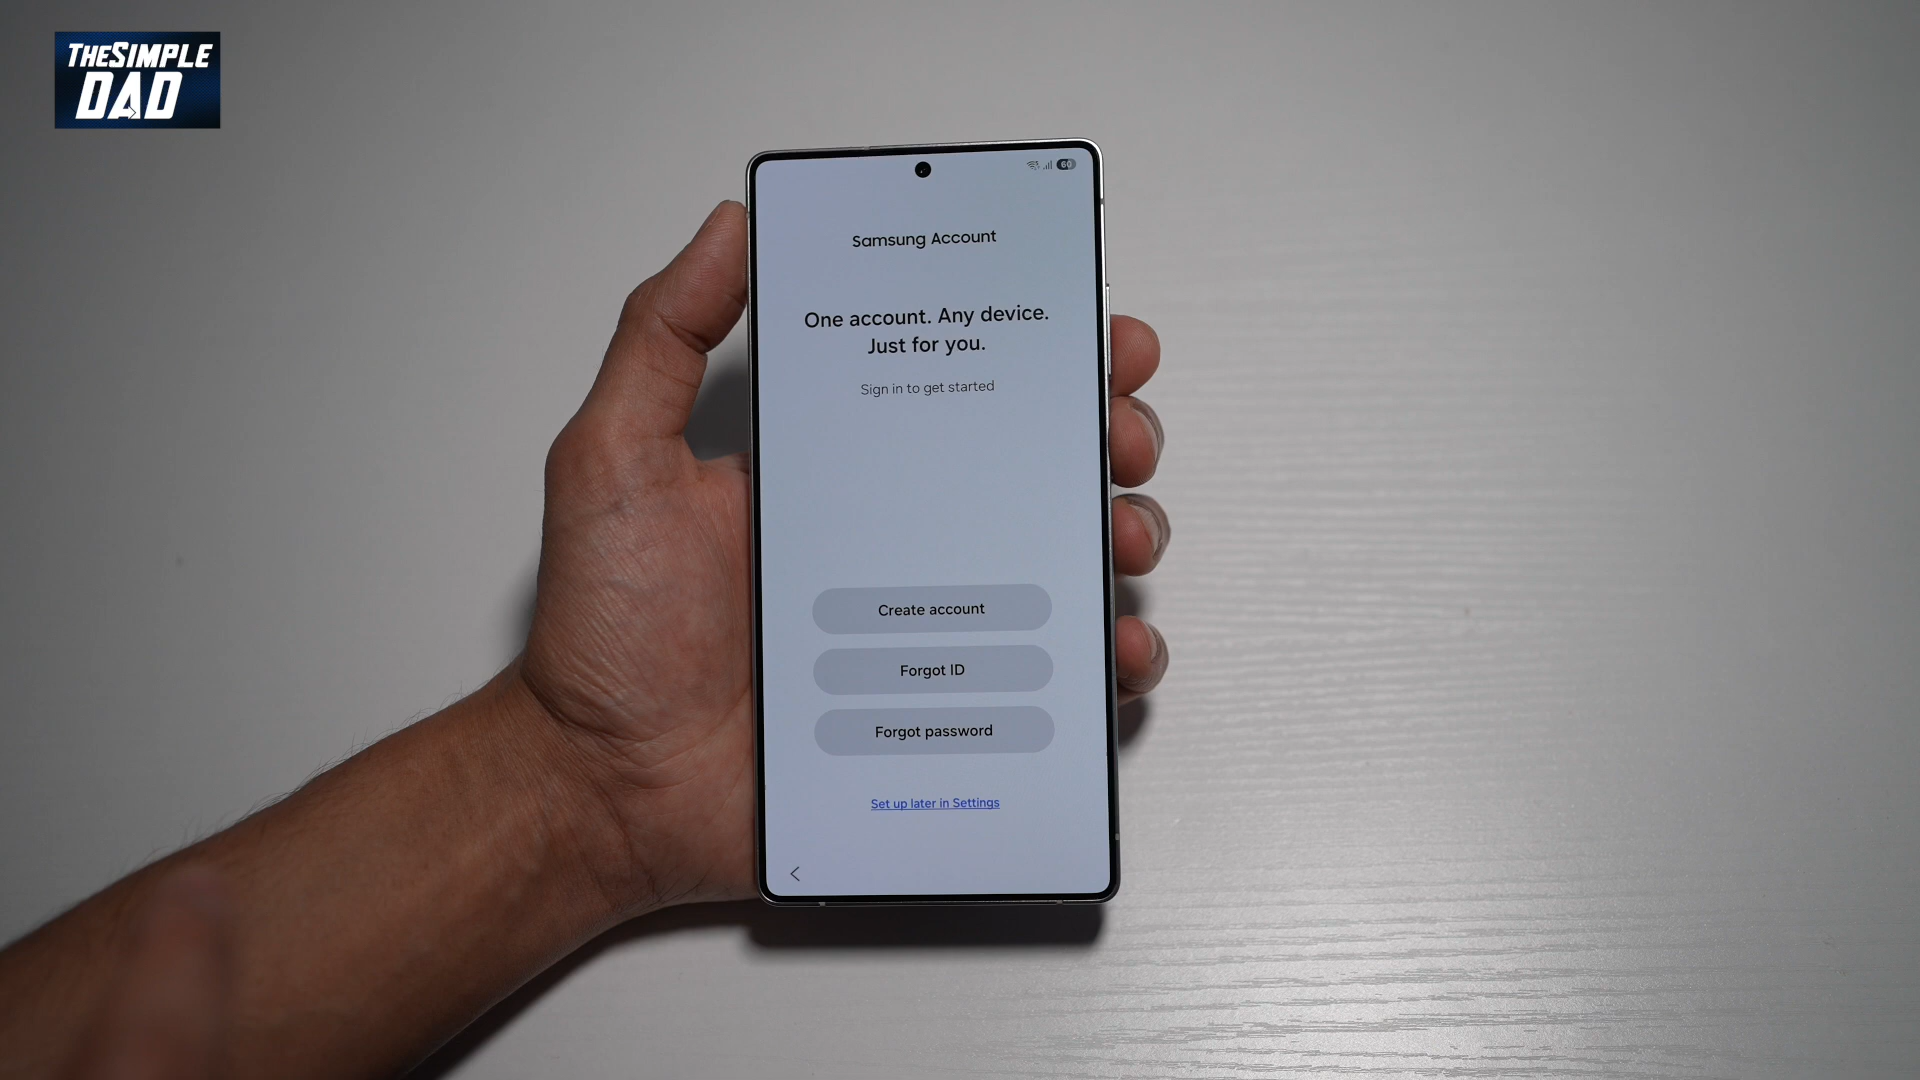 THESIMPLE
DAD
60
Samsung Account
One account. Any device.
Just for you.
Sign in to get started
Create account
Forgot ID
Forgot password
Set up later in Settings